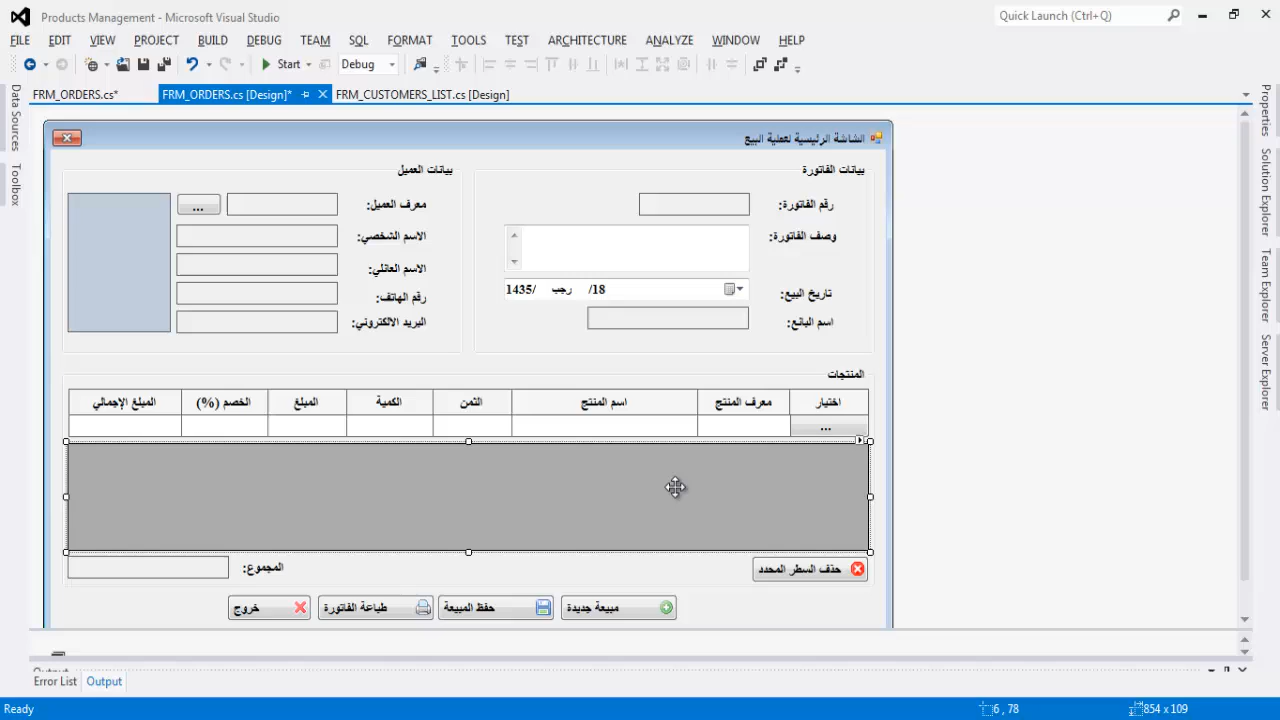 Products Management - Microsoft Visual Studio
Quick Launch (Ctrl+Q)
FILE EDIT VIEW PROJECT BUILD DEBUG TEAM SQL FORMAT TOOLS TEST ARCHITECTURE ANALYZE WINDOW HELP
Start Debug
FRM_ORDERS.cs* FRM_ORDERS.cs [Design]* FRM_CUSTOMERS_LIST.cs [Design]
Data Sources
Toolbox
Properties
Solution Explorer
Team Explorer
Server Explorer
الشاشة الرئيسية لعملية البيع
بيانات الفاتورة
رقم الفاتورة:
وصف الفاتورة:
تاريخ البيع:
18/ رجب /1435
اسم البائع:
بيانات العميل
معرف العميل:
...
الاسم الشخصي:
الاسم العائلي:
رقم الهاتف:
البريد الالكتروني:
المنتجات
اختيار معرف المنتج اسم المنتج الثمن الكمية المبلغ الخصم (%) المبلغ الإجمالي
...
حذف السطر المحدد
المجموع:
مبيعة جديدة حفظ المبيعة طباعة الفاتورة خروج
Output
Error List Output
Ready 6 , 78 854 x 109